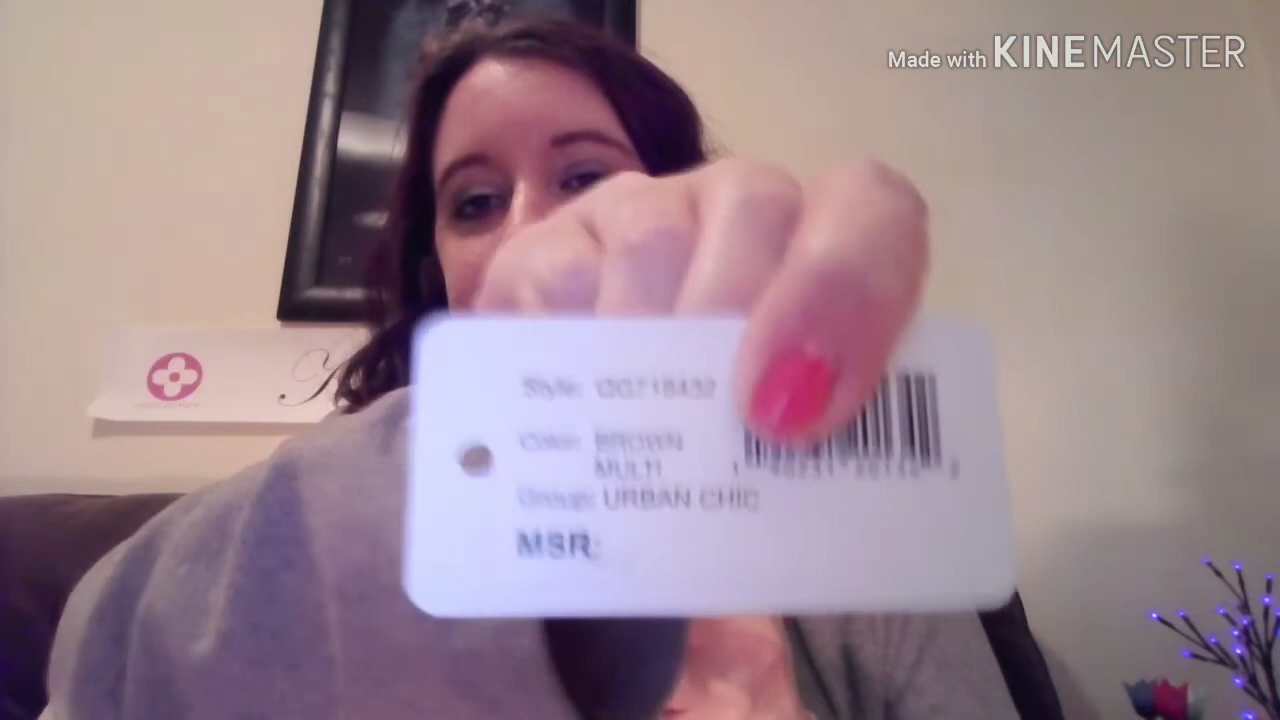 Made with KINEMASTER
Style:
Color: BROWN
MULTI
Group: URBAN CHIC
MSR: